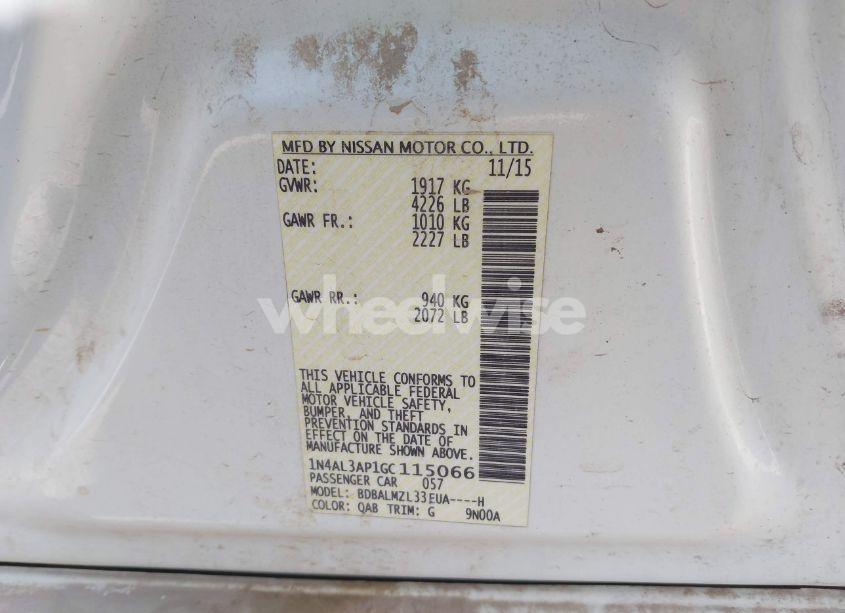 MFD BY NISSAN MOTOR CO., LTD.
DATE: 11/15
GVWR: 1917 KG
4226 LB
GAWR FR.: 1010 KG
2227 LB
GAWR RR.: 940 KG
2072 LB
wheelwise
THIS VEHICLE CONFORMS TO
ALL APPLICABLE FEDERAL
MOTOR VEHICLE SAFETY,
BUMPER, AND THEFT
PREVENTION STANDARDS IN
EFFECT ON THE DATE OF
MANUFACTURE SHOWN ABOVE.
1N4AL3AP1GC115066
PASSENGER CAR 057
MODEL: BDBALMZL33EUA----H
COLOR: QAB TRIM: G 9N00A